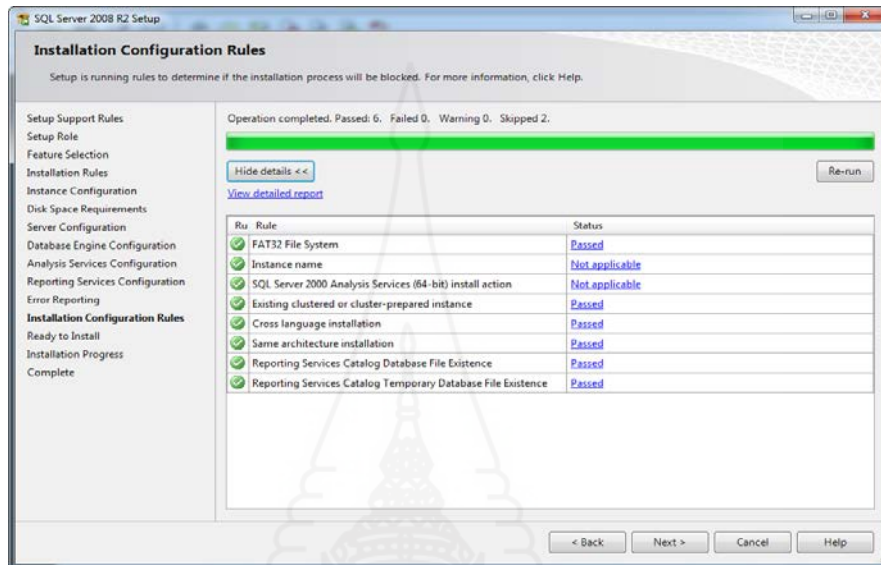 SQL Server 2008 R2 Setup
Installation Configuration Rules
Setup is running rules to determine if the installation process will be blocked. For more information, click Help.
Setup Support Rules
Setup Role
Feature Selection
Installation Rules
Instance Configuration
Disk Space Requirements
Server Configuration
Database Engine Configuration
Analysis Services Configuration
Reporting Services Configuration
Error Reporting
Installation Configuration Rules
Ready to Install
Installation Progress
Complete
Operation completed. Passed: 6. Failed 0. Warning 0. Skipped 2.
Hide details << Re-run
View detailed report
Ru Rule Status
FAT32 File System Passed
Instance name Not applicable
SQL Server 2000 Analysis Services (64-bit) install action Not applicable
Existing clustered or cluster-prepared instance Passed
Cross language installation Passed
Same architecture installation Passed
Reporting Services Catalog Database File Existence Passed
Reporting Services Catalog Temporary Database File Existence Passed
< Back Next > Cancel Help